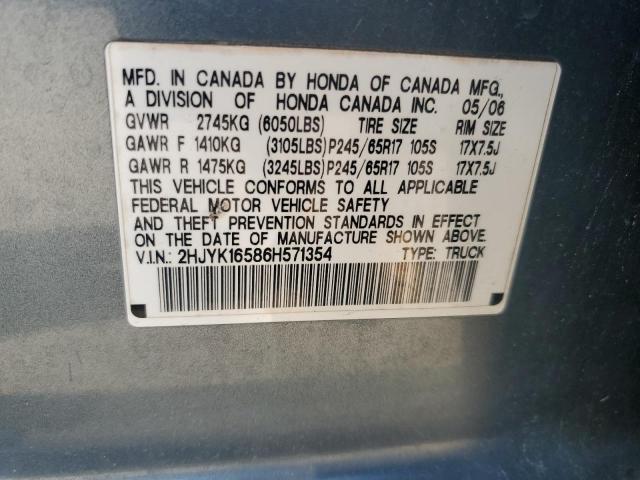 MFD. IN CANADA BY HONDA OF CANADA MFG.,
A DIVISION OF HONDA CANADA INC. 05/06
GVWR 2745KG (6050LBS) TIRE SIZE RIM SIZE
GAWR F 1410KG (3105LBS) P245/65R17 105S 17X7.5J
GAWR R 1475KG (3245LBS) P245/65R17 105S 17X7.5J
THIS VEHICLE CONFORMS TO ALL APPLICABLE
FEDERAL MOTOR VEHICLE SAFETY
AND THEFT PREVENTION STANDARDS IN EFFECT
ON THE DATE OF MANUFACTURE SHOWN ABOVE.
V.I.N.: 2HJYK16586H571354 TYPE: TRUCK